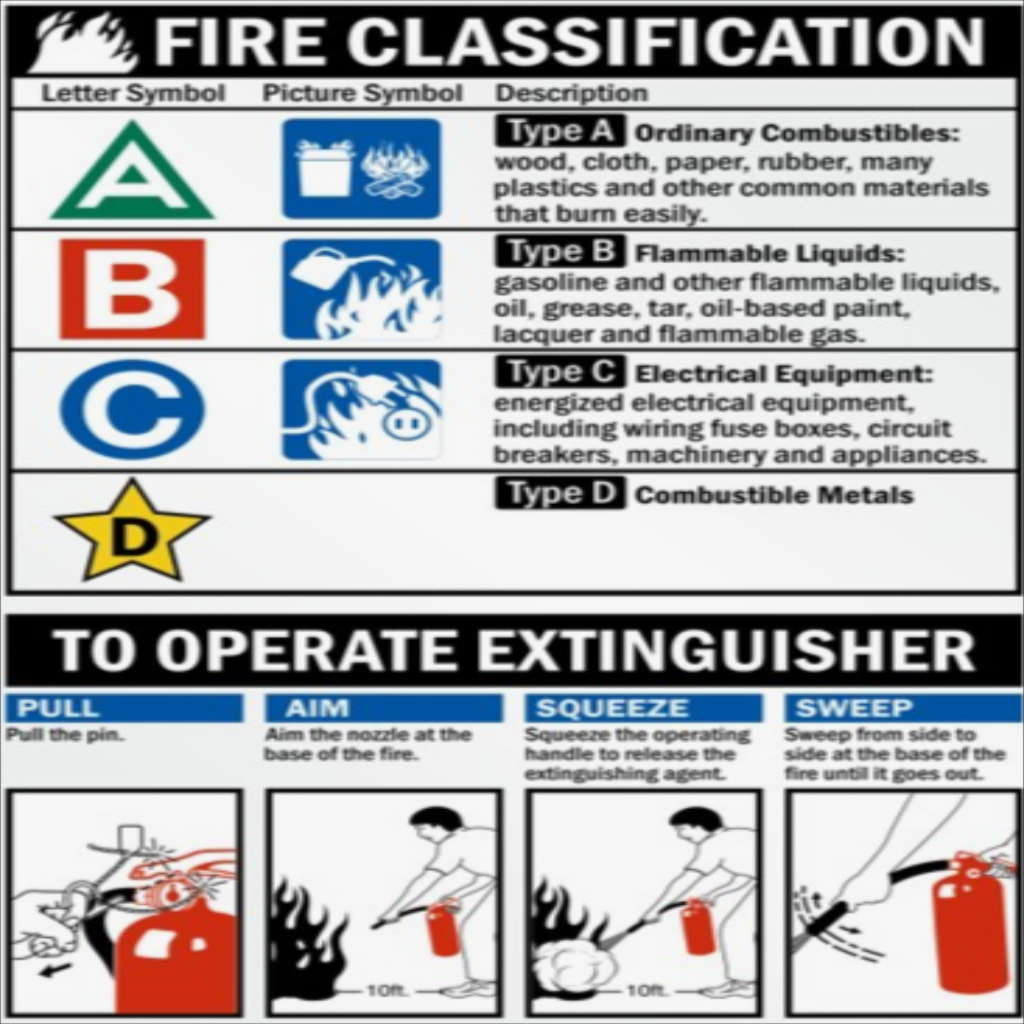 FIRE CLASSIFICATION
Letter Symbol Picture Symbol Description
A
Type A Ordinary Combustibles:
wood, cloth, paper, rubber, many
plastics and other common materials
that burn easily.
B
Type B Flammable Liquids:
gasoline and other flammable liquids,
oil, grease, tar, oil-based paint,
lacquer and flammable gas.
C
Type C Electrical Equipment:
energized electrical equipment,
including wiring fuse boxes, circuit
breakers, machinery and appliances.
D
Type D Combustible Metals
TO OPERATE EXTINGUISHER
PULL
Pull the pin.
AIM
Aim the nozzle at the
base of the fire.
SQUEEZE
Squeeze the operating
handle to release the
extinguishing agent.
SWEEP
Sweep from side to
side at the base of the
fire until it goes out.
10ft.
10ft.